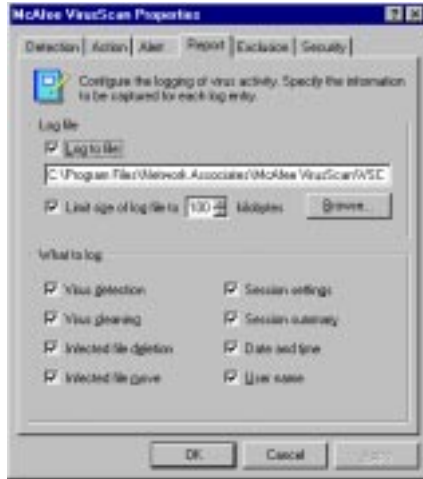 McAfee VirusScan Properties
Detection Action Alert Report Exclusion Security
Configure the logging of virus activity. Specify the information
to be captured for each log entry.
Log file
Log to file:
C:\Program Files\Network Associates\McAfee VirusScan\VSC
Limit size of log file to 100 kilobytes Browse...
What to log
Virus detection Session settings
Virus cleaning Session summary
Infected file deletion Date and time
Infected file move User name
OK Cancel Apply